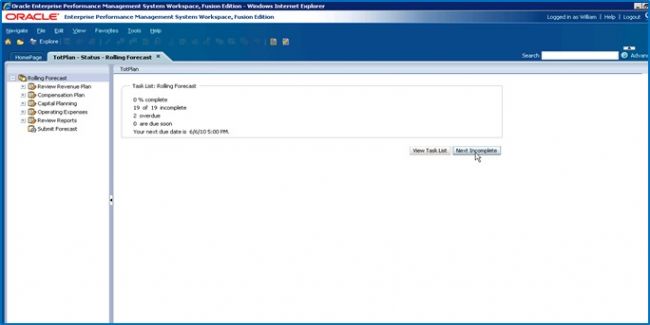 Oracle Enterprise Performance Management System Workspace, Fusion Edition - Windows Internet Explorer
ORACLE Enterprise Performance Management System Workspace, Fusion Edition Logged in as William | Help | Logout
Navigate File Edit View Favorites Tools Help
Explore
HomePage TotPlan - Status - Rolling Forecast × Search Advan
Rolling Forecast
Review Revenue Plan
Compensation Plan
Capital Planning
Operating Expenses
Review Reports
Submit Forecast
TotPlan
Task List: Rolling Forecast
0 % complete
19 of 19 incomplete
2 overdue
0 are due soon
Your next due date is 6/6/10 5:00 PM.
View Task List Next Incomplete